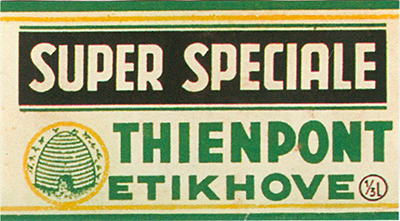 SUPER SPECIALE
THIENPONT
ETIKHOVE ⅓L